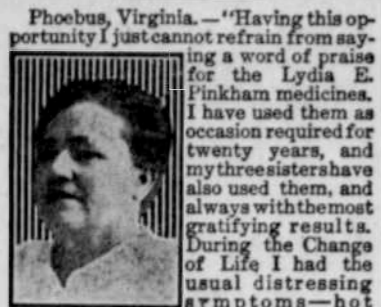 Phoebus, Virginia.—"Having this op-
portunity I just cannot refrain from say-
ing a word of praise
for the Lydia E.
Pinkham medicines.
I have used them as
occasion required for
twenty years, and
my three sisters have
also used them, and
always with the most
gratifying results.
During the Change
of Life I had the
usual distressing
symptoms—hot